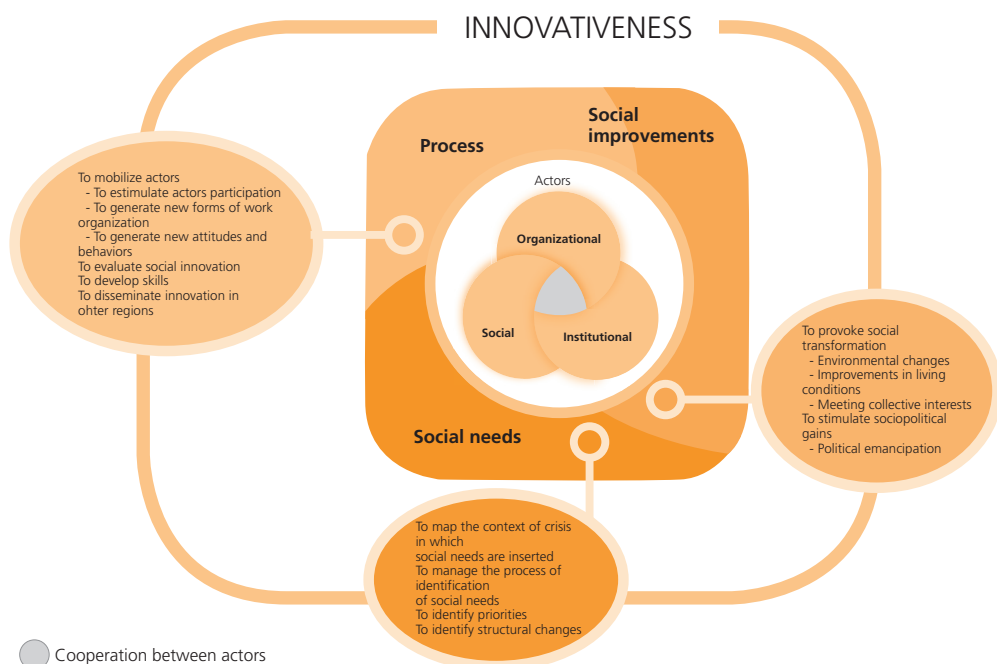 INNOVATIVENESS
Process
Social
improvements
Actors
Organizational
Social
Institutional
Social needs
To mobilize actors
- To estimulate actors participation
- To generate new forms of work
organization
- To generate new attitudes and
behaviors
To evaluate social innovation
To develop skills
To disseminate innovation in
ohter regions
To provoke social
transformation
- Environmental changes
- Improvements in living
conditions
- Meeting collective interests
To stimulate sociopolitical
gains
- Political emancipation
To map the context of crisis
in which
social needs are inserted
To manage the process of
identification
of social needs
To identify priorities
To identify structural changes
Cooperation between actors